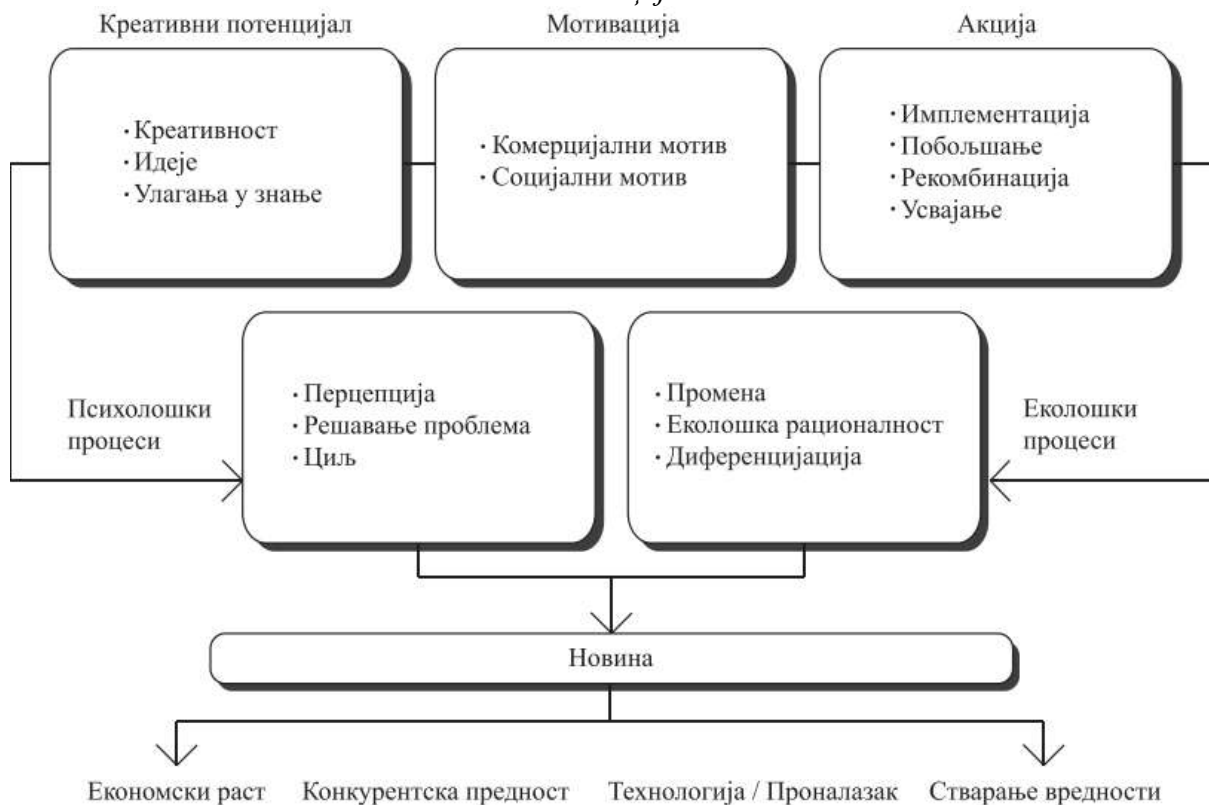 Креативни потенцијал
Мотивација
Акција
· Креативност
· Идеје
· Улагања у знање
· Комерцијални мотив
· Социјални мотив
· Имплементација
· Побољшање
· Рекомбинација
· Усвајање
Психолошки
процеси
· Перцепција
· Решавање проблема
· Циљ
· Промена
· Еколошка рационалност
· Диференцијација
Еколошки
процеси
Новина
Економски раст
Конкурентска предност
Технологија / Проналазак
Стварање вредности